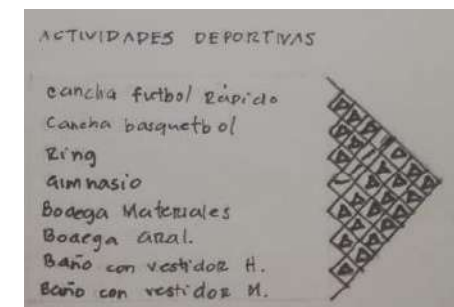 ACTIVIDADES DEPORTIVAS
cancha futbol Rápido
Cancha basquetbol
Ring
Gimnasio
Bodega Materiales
Bodega Gral.
Baño con vestidor H.
Baño con vestidor M.